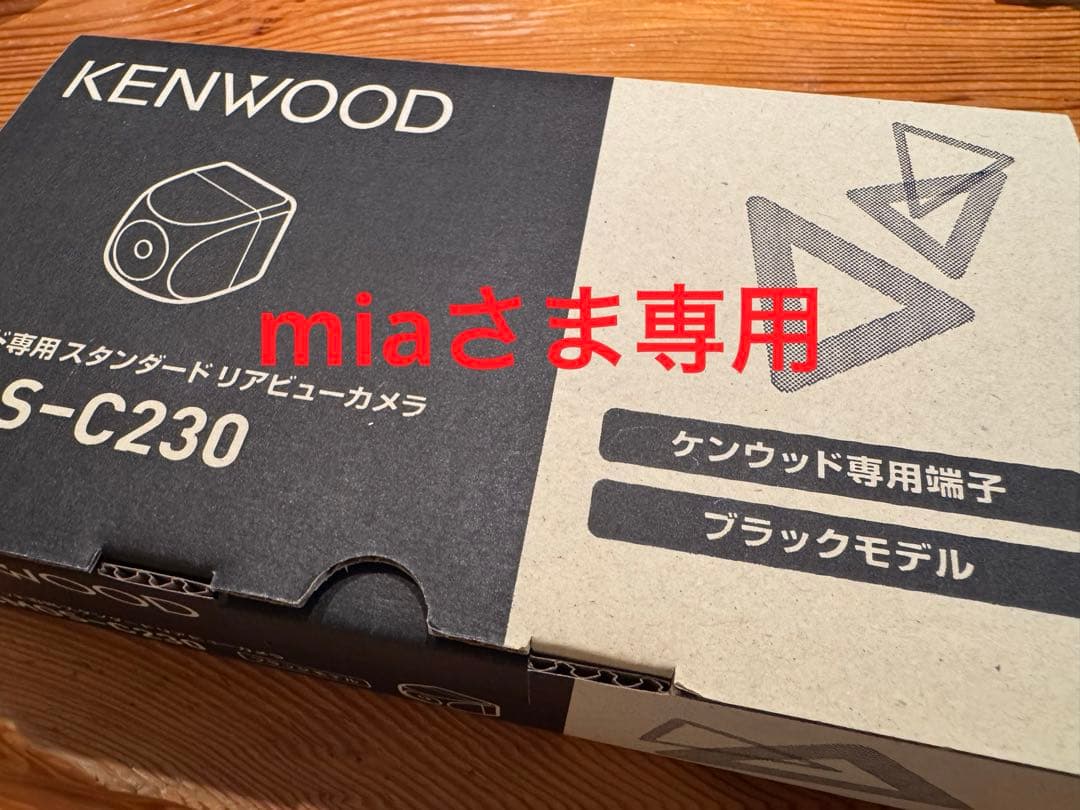 KENWOOD
miaさま専用
ド専用 スタンダード リアビューカメラ
S-C230
ケンウッド専用端子
ブラックモデル
WOOD